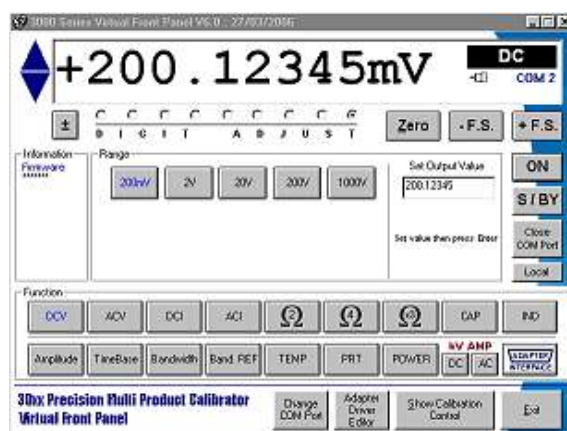 3000 Series Virtual Front Panel V6.0 : 27/03/2006
+200.12345mV
DC
COM 2
±
DIGIT ADJUST
Zero
- F.S.
+ F.S.
Information
Firmware
Range
200mV
2V
20V
200V
1000V
Set Output Value
200.12345
Set value then press Enter
ON
S / BY
Close
COM Port
Local
Function
DCV
ACV
DCI
ACI
Ω
Ω
Ω
CAP
IND
Amplitude
TimeBase
Bandwidth
Band REF
TEMP
PRT
POWER
kV AMP
DC
AC
ADAPTER
INTERFACE
30xx Precision Multi Product Calibrator
Virtual Front Panel
Change
COM Port
Adapter
Driver
Editor
Show Calibration
Control
Exit